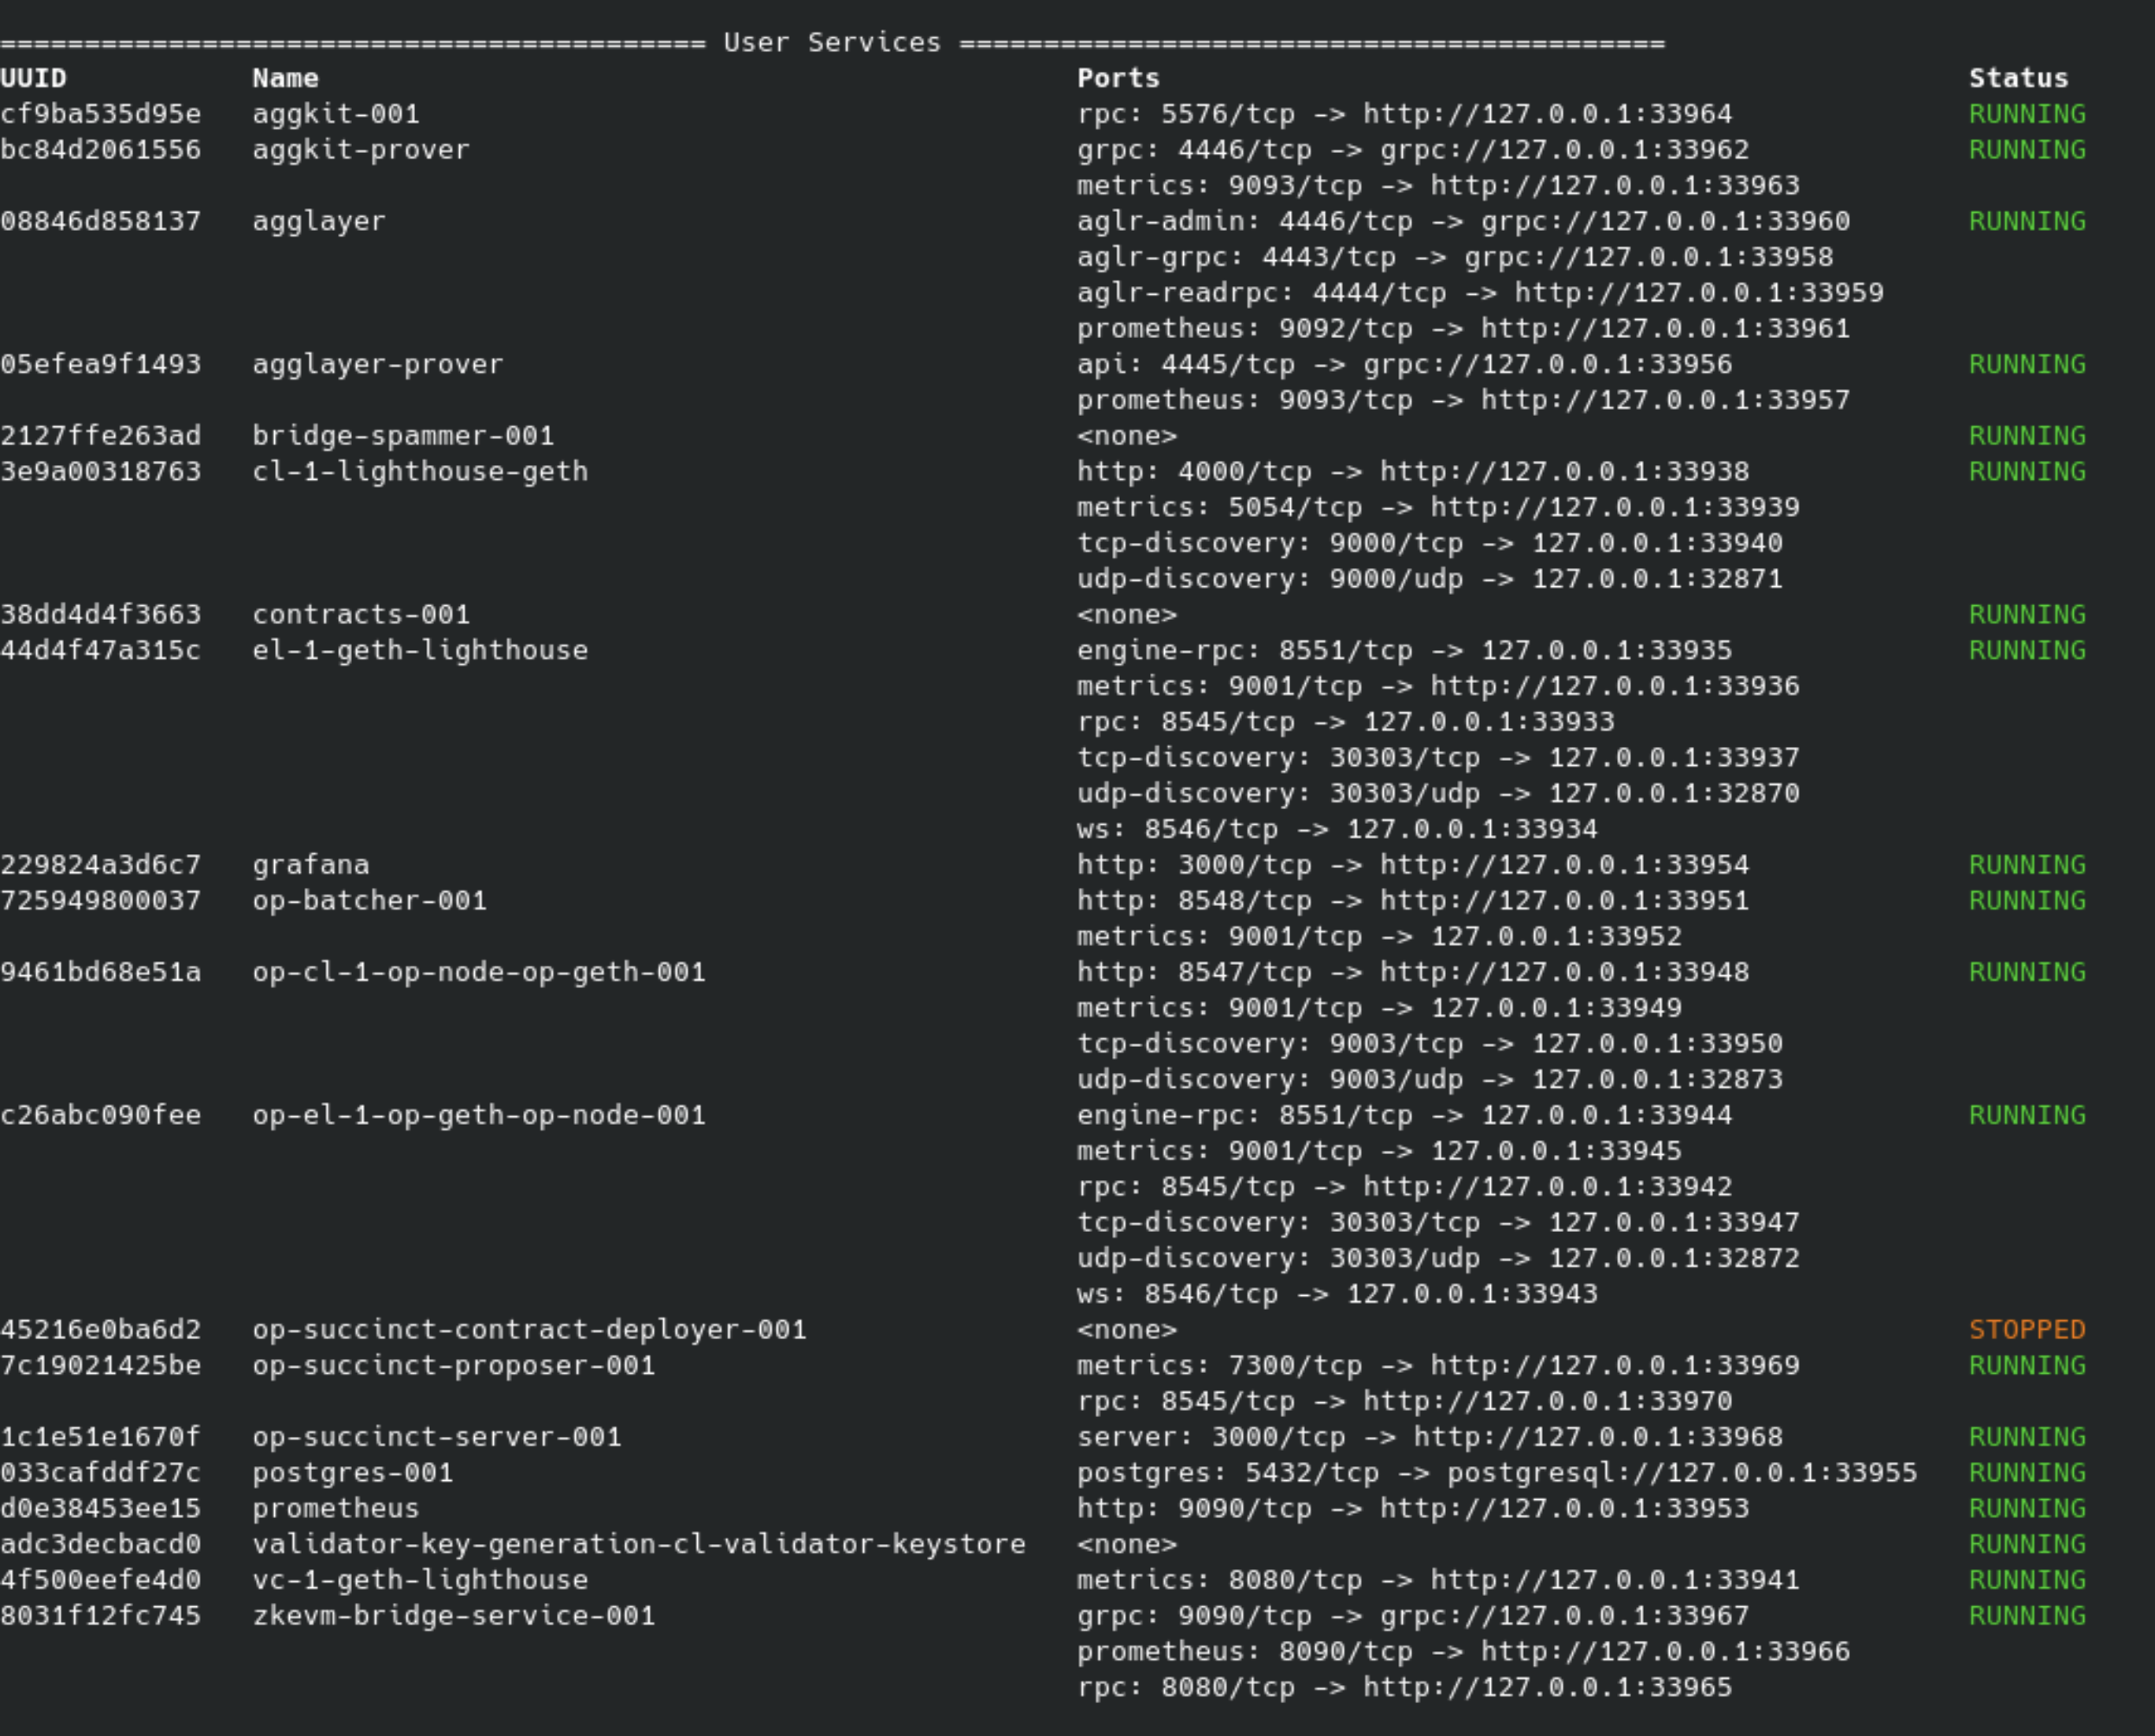 ========================================== User Services ==========================================
UUID Name Ports Status
cf9ba535d95e aggkit-001 rpc: 5576/tcp -> http://127.0.0.1:33964 RUNNING
bc84d2061556 aggkit-prover grpc: 4446/tcp -> grpc://127.0.0.1:33962 RUNNING
metrics: 9093/tcp -> http://127.0.0.1:33963
08846d858137 agglayer aglr-admin: 4446/tcp -> grpc://127.0.0.1:33960 RUNNING
aglr-grpc: 4443/tcp -> grpc://127.0.0.1:33958
aglr-readrpc: 4444/tcp -> http://127.0.0.1:33959
prometheus: 9092/tcp -> http://127.0.0.1:33961
05efea9f1493 agglayer-prover api: 4445/tcp -> grpc://127.0.0.1:33956 RUNNING
prometheus: 9093/tcp -> http://127.0.0.1:33957
2127ffe263ad bridge-spammer-001 <none> RUNNING
3e9a00318763 cl-1-lighthouse-geth http: 4000/tcp -> http://127.0.0.1:33938 RUNNING
metrics: 5054/tcp -> http://127.0.0.1:33939
tcp-discovery: 9000/tcp -> 127.0.0.1:33940
udp-discovery: 9000/udp -> 127.0.0.1:32871
38dd4d4f3663 contracts-001 <none> RUNNING
44d4f47a315c el-1-geth-lighthouse engine-rpc: 8551/tcp -> 127.0.0.1:33935 RUNNING
metrics: 9001/tcp -> http://127.0.0.1:33936
rpc: 8545/tcp -> 127.0.0.1:33933
tcp-discovery: 30303/tcp -> 127.0.0.1:33937
udp-discovery: 30303/udp -> 127.0.0.1:32870
ws: 8546/tcp -> 127.0.0.1:33934
229824a3d6c7 grafana http: 3000/tcp -> http://127.0.0.1:33954 RUNNING
725949800037 op-batcher-001 http: 8548/tcp -> http://127.0.0.1:33951 RUNNING
metrics: 9001/tcp -> 127.0.0.1:33952
9461bd68e51a op-cl-1-op-node-op-geth-001 http: 8547/tcp -> http://127.0.0.1:33948 RUNNING
metrics: 9001/tcp -> 127.0.0.1:33949
tcp-discovery: 9003/tcp -> 127.0.0.1:33950
udp-discovery: 9003/udp -> 127.0.0.1:32873
c26abc090fee op-el-1-op-geth-op-node-001 engine-rpc: 8551/tcp -> 127.0.0.1:33944 RUNNING
metrics: 9001/tcp -> 127.0.0.1:33945
rpc: 8545/tcp -> http://127.0.0.1:33942
tcp-discovery: 30303/tcp -> 127.0.0.1:33947
udp-discovery: 30303/udp -> 127.0.0.1:32872
ws: 8546/tcp -> 127.0.0.1:33943
45216e0ba6d2 op-succinct-contract-deployer-001 <none> STOPPED
7c19021425be op-succinct-proposer-001 metrics: 7300/tcp -> http://127.0.0.1:33969 RUNNING
rpc: 8545/tcp -> http://127.0.0.1:33970
1c1e51e1670f op-succinct-server-001 server: 3000/tcp -> http://127.0.0.1:33968 RUNNING
033cafddf27c postgres-001 postgres: 5432/tcp -> postgresql://127.0.0.1:33955 RUNNING
d0e38453ee15 prometheus http: 9090/tcp -> http://127.0.0.1:33953 RUNNING
adc3decbacd0 validator-key-generation-cl-validator-keystore <none> RUNNING
4f500eefe4d0 vc-1-geth-lighthouse metrics: 8080/tcp -> http://127.0.0.1:33941 RUNNING
8031f12fc745 zkevm-bridge-service-001 grpc: 9090/tcp -> grpc://127.0.0.1:33967 RUNNING
prometheus: 8090/tcp -> http://127.0.0.1:33966
rpc: 8080/tcp -> http://127.0.0.1:33965